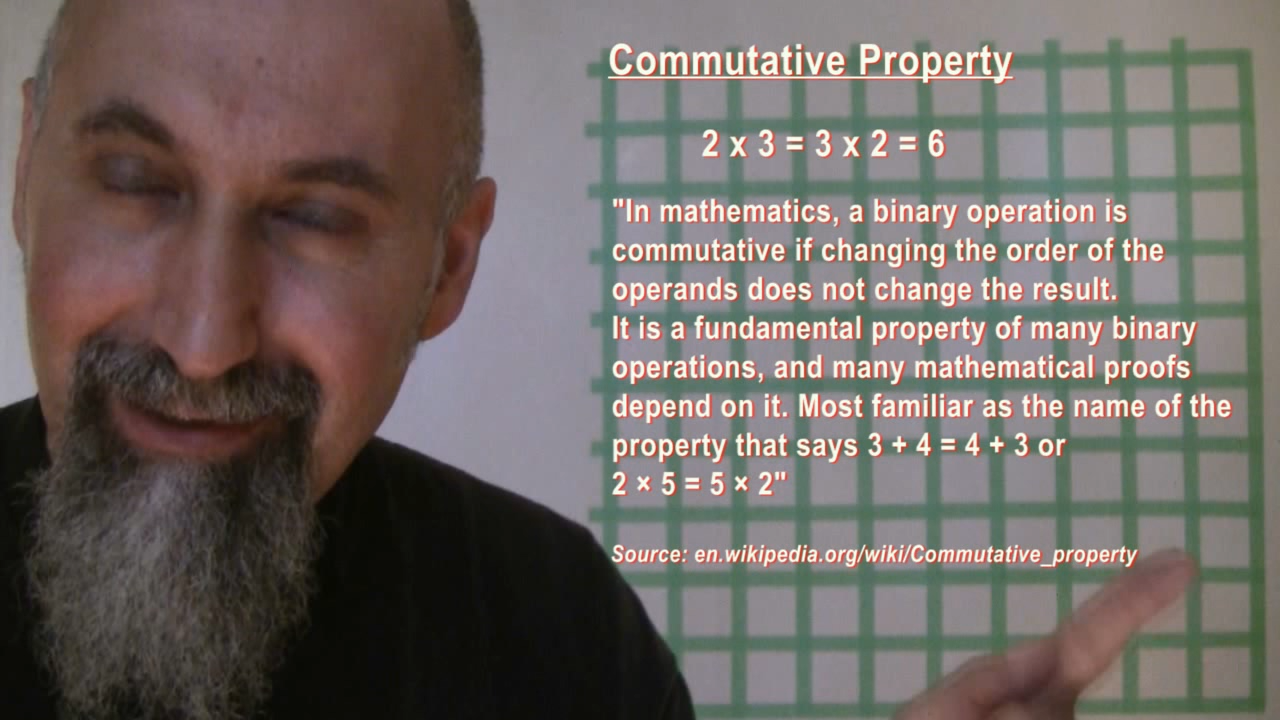 Commutative Property
2 x 3 = 3 x 2 = 6
"In mathematics, a binary operation is
commutative if changing the order of the
operands does not change the result.
It is a fundamental property of many binary
operations, and many mathematical proofs
depend on it. Most familiar as the name of the
property that says 3 + 4 = 4 + 3 or
2 × 5 = 5 × 2"
Source: en.wikipedia.org/wiki/Commutative_property